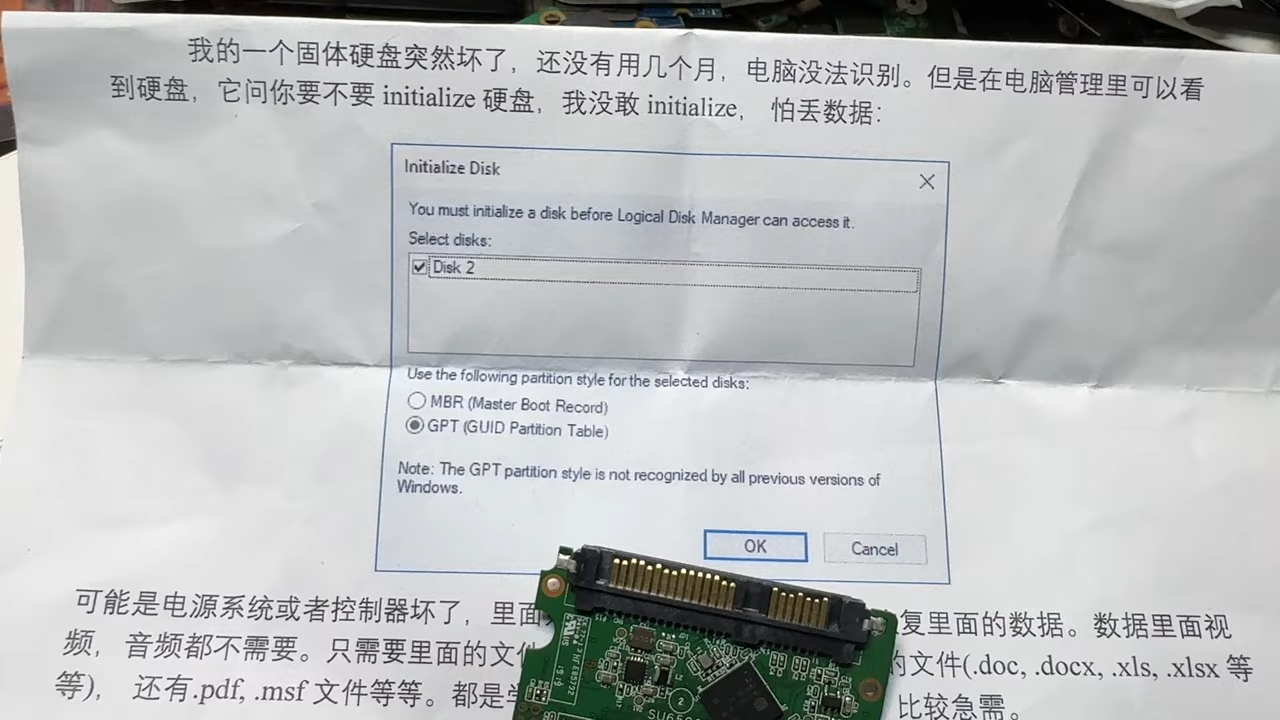 我的一个固体硬盘突然坏了，还没有用几个月，电脑没法识别。但是在电脑管理里可以看
到硬盘，它问你要不要 initialize 硬盘，我没敢 initialize， 怕丢数据：
Initialize Disk
You must initialize a disk before Logical Disk Manager can access it.
Select disks:
Disk 2
Use the following partition style for the selected disks:
MBR (Master Boot Record)
GPT (GUID Partition Table)
Note: The GPT partition style is not recognized by all previous versions of
Windows.
OK Cancel
可能是电源系统或者控制器坏了，里面 复里面的数据。数据里面视
频，音频都不需要。只需要里面的文 的文件(.doc, .docx, .xls, .xlsx 等
等)， 还有.pdf, .msf 文件等等。都是 比较急需。
2